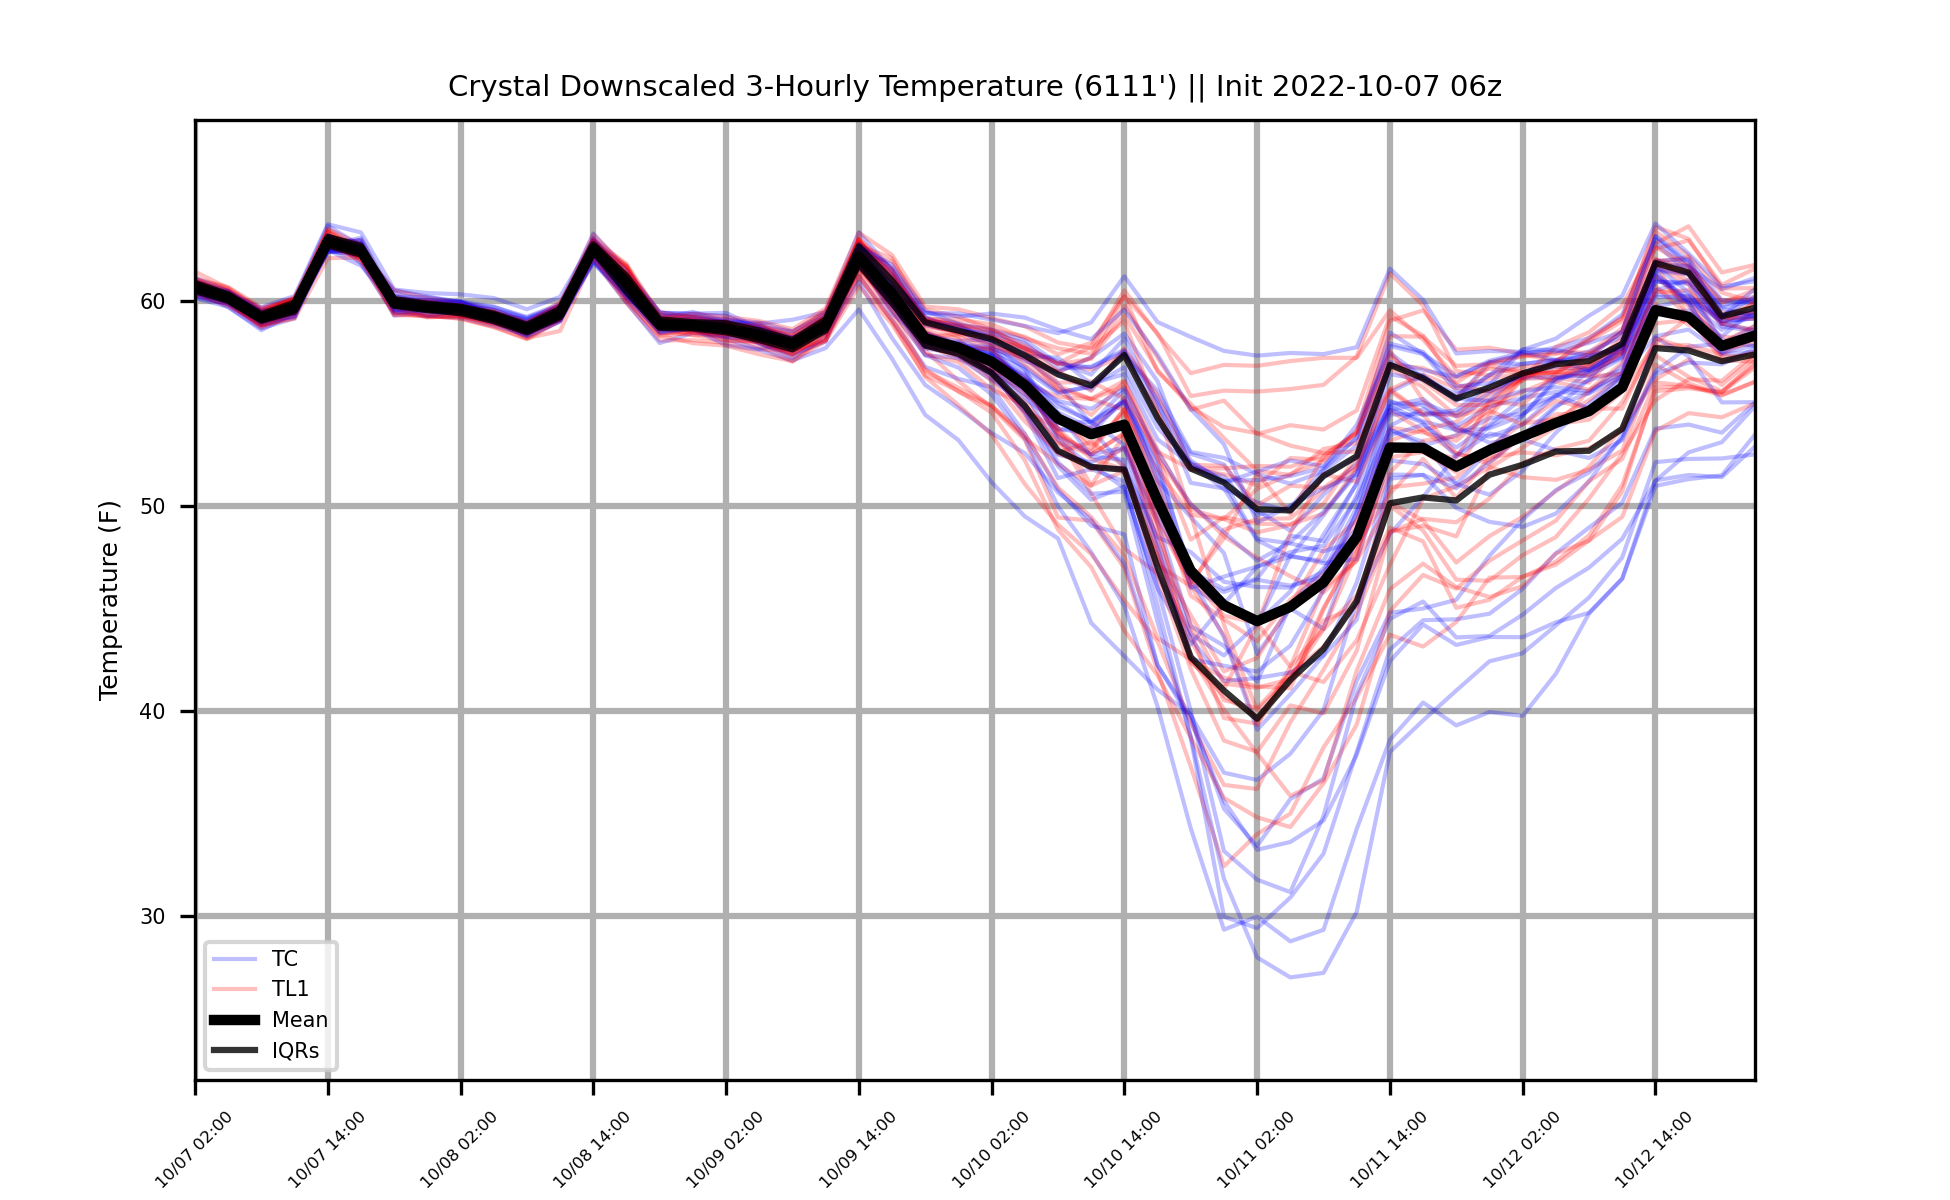 Crystal Downscaled 3-Hourly Temperature (6111') || Init 2022-10-07 06z
Temperature (F)
60
50
40
30
TC
TL1
Mean
IQRs
10/07 02:00
10/07 14:00
10/08 02:00
10/08 14:00
10/09 02:00
10/09 14:00
10/10 02:00
10/10 14:00
10/11 02:00
10/11 14:00
10/12 02:00
10/12 14:00